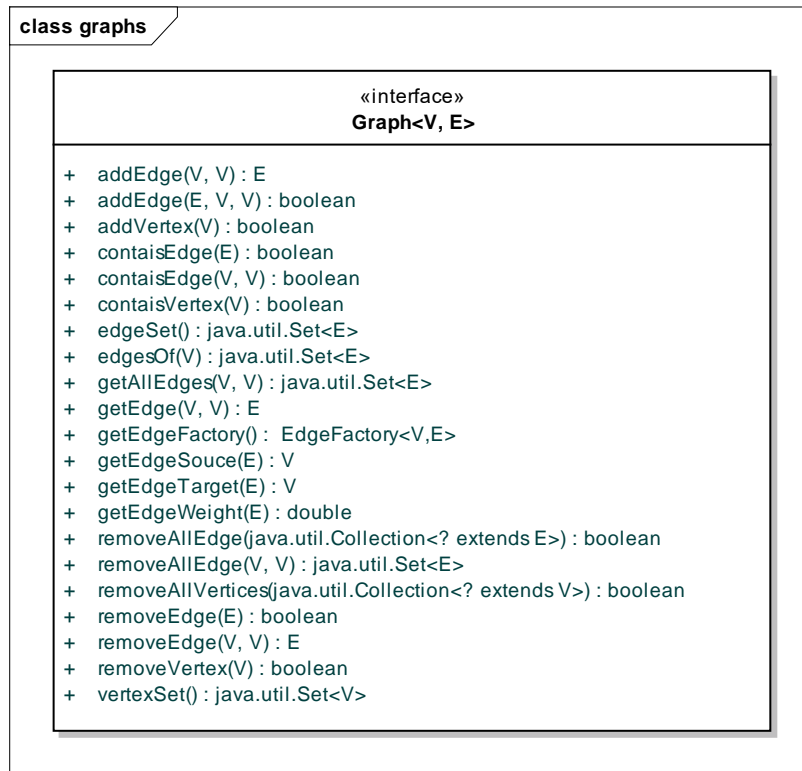 class graphs
«interface»
Graph<V, E>
+ addEdge(V, V) : E
+ addEdge(E, V, V) : boolean
+ addVertex(V) : boolean
+ contaisEdge(E) : boolean
+ contaisEdge(V, V) : boolean
+ contaisVertex(V) : boolean
+ edgeSet() : java.util.Set<E>
+ edgesOf(V) : java.util.Set<E>
+ getAllEdges(V, V) : java.util.Set<E>
+ getEdge(V, V) : E
+ getEdgeFactory() : EdgeFactory<V,E>
+ getEdgeSouce(E) : V
+ getEdgeTarget(E) : V
+ getEdgeWeight(E) : double
+ removeAllEdge(java.util.Collection<? extends E>) : boolean
+ removeAllEdge(V, V) : java.util.Set<E>
+ removeAllVertices(java.util.Collection<? extends V>) : boolean
+ removeEdge(E) : boolean
+ removeEdge(V, V) : E
+ removeVertex(V) : boolean
+ vertexSet() : java.util.Set<V>